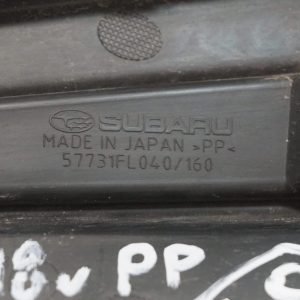 SUBARU
MADE IN JAPAN >PP<
57731FL040/160
PP